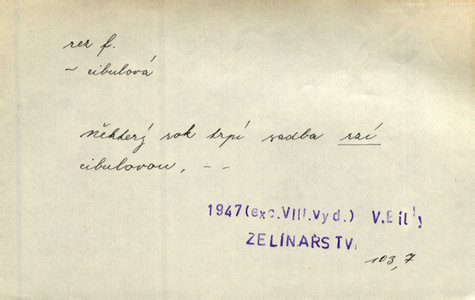 rez f.
~ cibulová
některý rok trpí sadba rzí
cibulovou, – –
1947(exc.VIII.vyd.) V.Bílý
ZELINÁŘSTVÍ
103,7